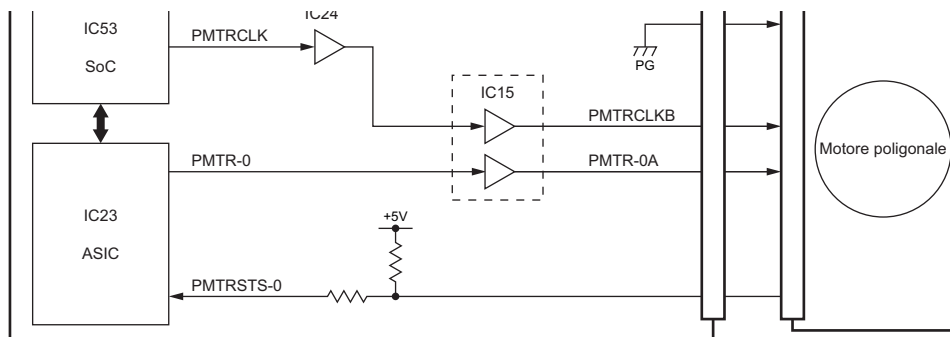 IC24
IC53
SoC
PMTRCLK
PG
IC15
PMTRCLKB
PMTR-0
PMTR-0A
Motore poligonale
IC23
ASIC
+5V
PMTRSTS-0